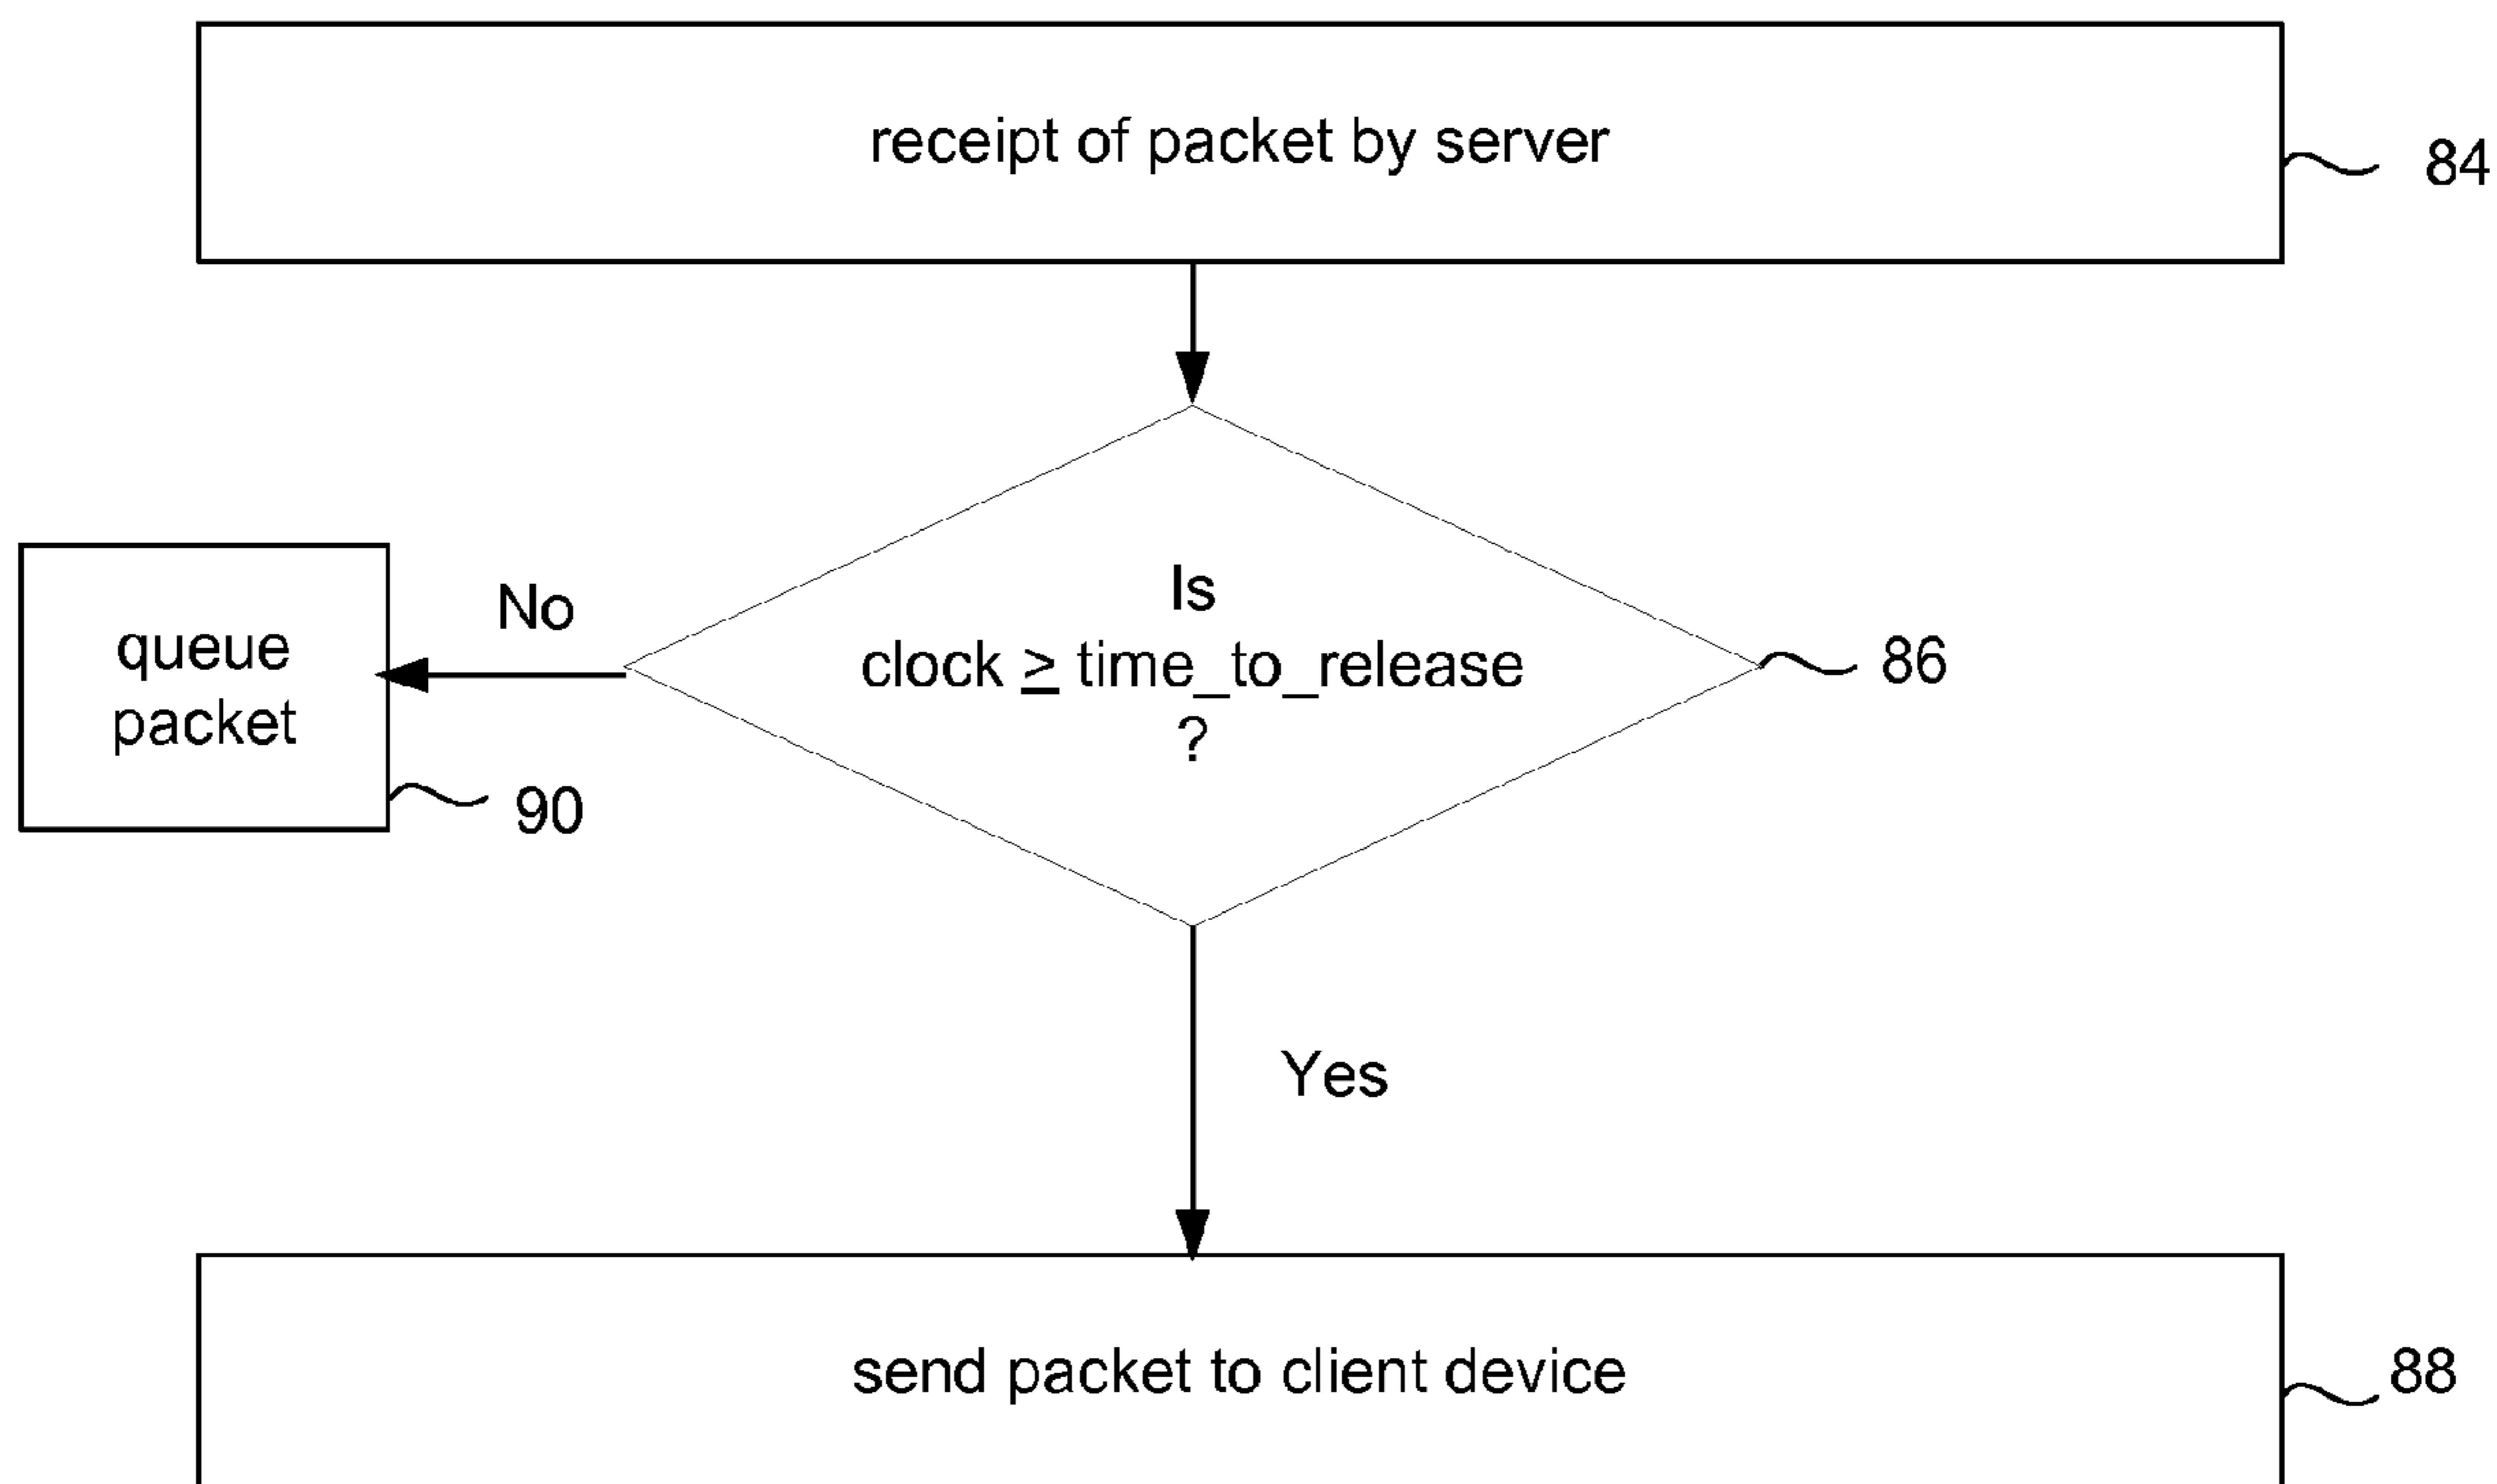 receipt of packet by server
84
Is
clock ≥ time_to_release
?
86
No
queue
packet
90
Yes
send packet to client device
88